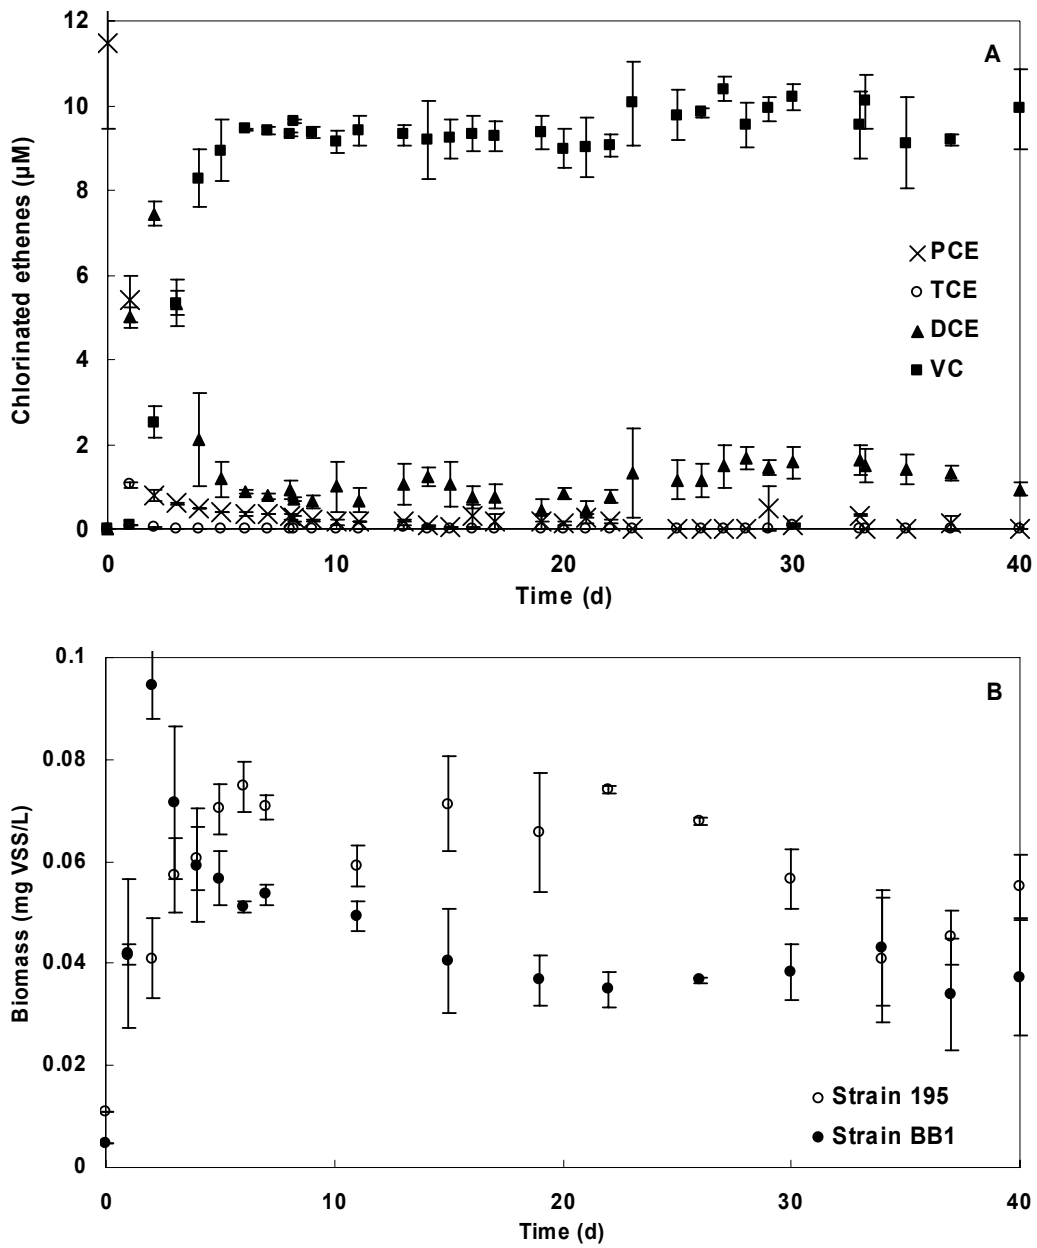 12
A
10
8
6
4
2
0
Chlorinated ethenes (µM)
PCE
TCE
DCE
VC
0 10 20 30 40
Time (d)
0.1
B
0.08
0.06
0.04
0.02
0
Biomass (mg VSS/L)
Strain 195
Strain BB1
0 10 20 30 40
Time (d)